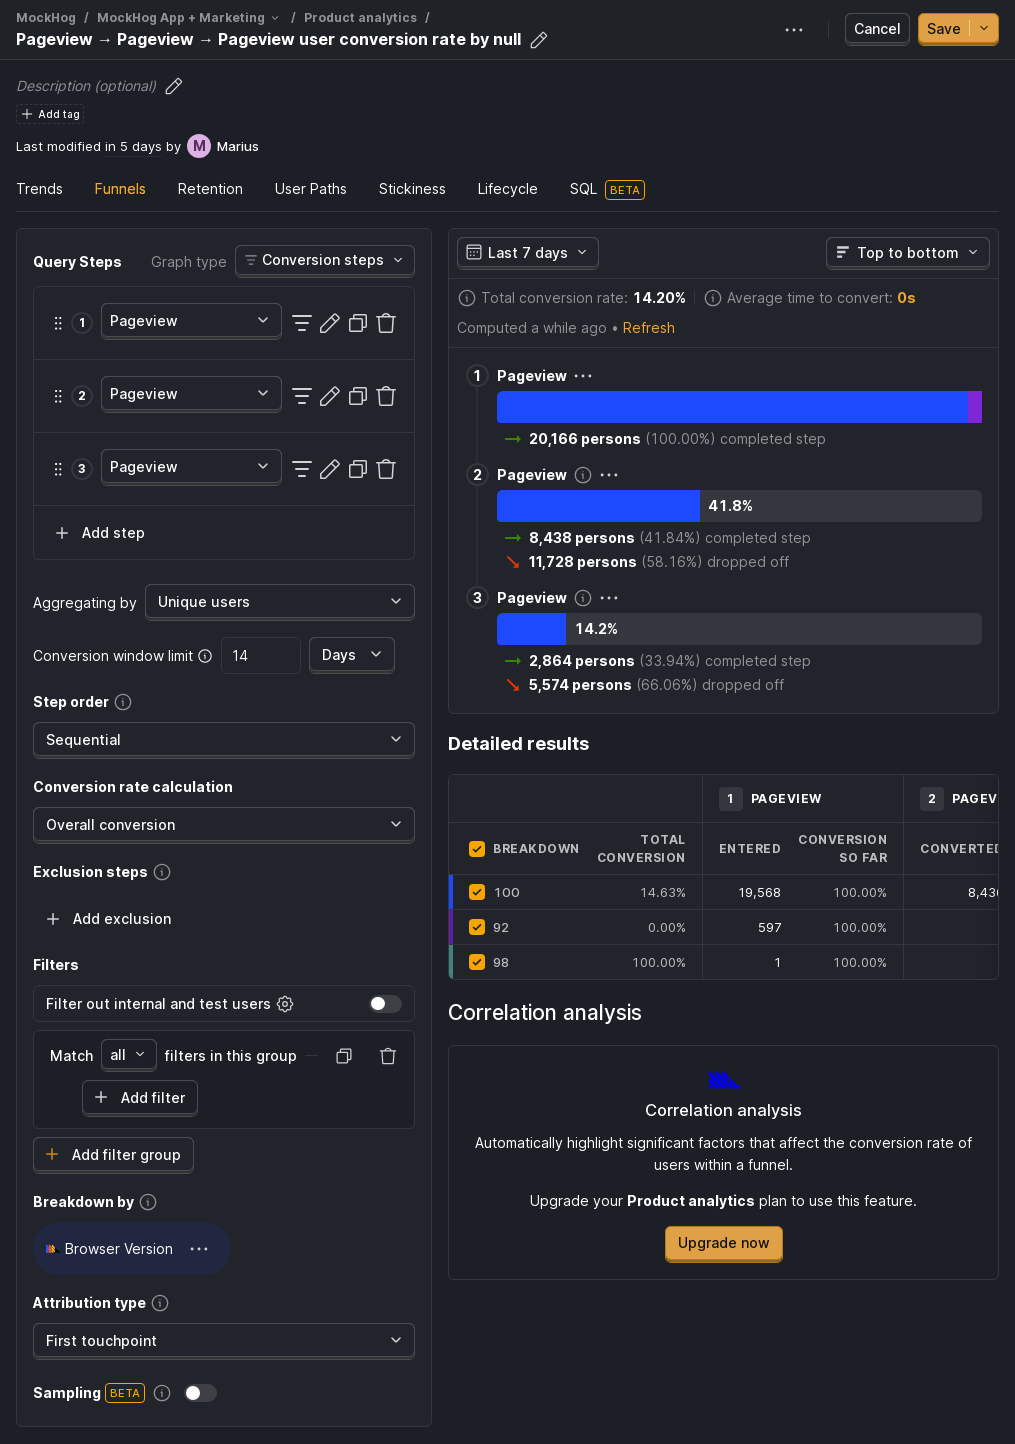 MockHog / MockHog App + Marketing / Product analytics /
Pageview → Pageview → Pageview user conversion rate by null
Cancel
Save
Description (optional)
Add tag
Last modified in 5 days by M Marius
Trends Funnels Retention User Paths Stickiness Lifecycle SQL BETA
Query Steps Graph type Conversion steps
1 Pageview
2 Pageview
3 Pageview
Add step
Aggregating by Unique users
Conversion window limit 14 Days
Step order
Sequential
Conversion rate calculation
Overall conversion
Exclusion steps
Add exclusion
Filters
Filter out internal and test users
Match all filters in this group
Add filter
Add filter group
Breakdown by
Browser Version
Attribution type
First touchpoint
Sampling BETA
Last 7 days Top to bottom
Total conversion rate: 14.20% Average time to convert: 0s
Computed a while ago • Refresh
1 Pageview
20,166 persons (100.00%) completed step
2 Pageview
41.8%
8,438 persons (41.84%) completed step
11,728 persons (58.16%) dropped off
3 Pageview
14.2%
2,864 persons (33.94%) completed step
5,574 persons (66.06%) dropped off
Detailed results
1 PAGEVIEW 2 PAGEV
BREAKDOWN TOTAL CONVERSION ENTERED CONVERSION SO FAR CONVERTED
100 14.63% 19,568 100.00% 8,43
92 0.00% 597 100.00%
98 100.00% 1 100.00%
Correlation analysis
Correlation analysis
Automatically highlight significant factors that affect the conversion rate of
users within a funnel.
Upgrade your Product analytics plan to use this feature.
Upgrade now